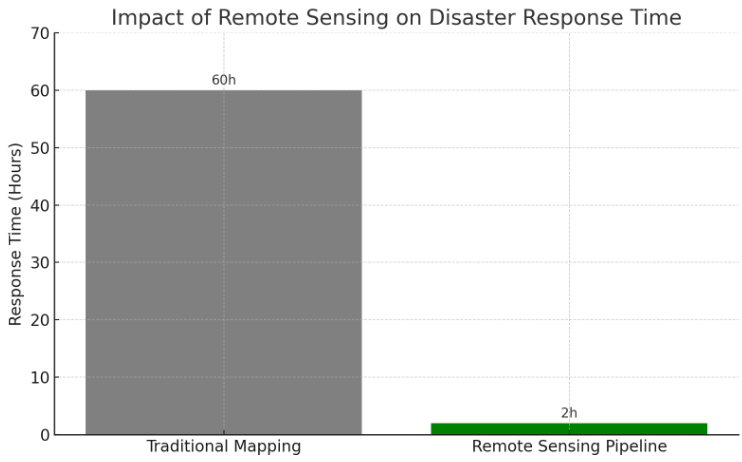 Impact of Remote Sensing on Disaster Response Time
Response Time (Hours)
70
60
50
40
30
20
10
0
60h
2h
Traditional Mapping
Remote Sensing Pipeline